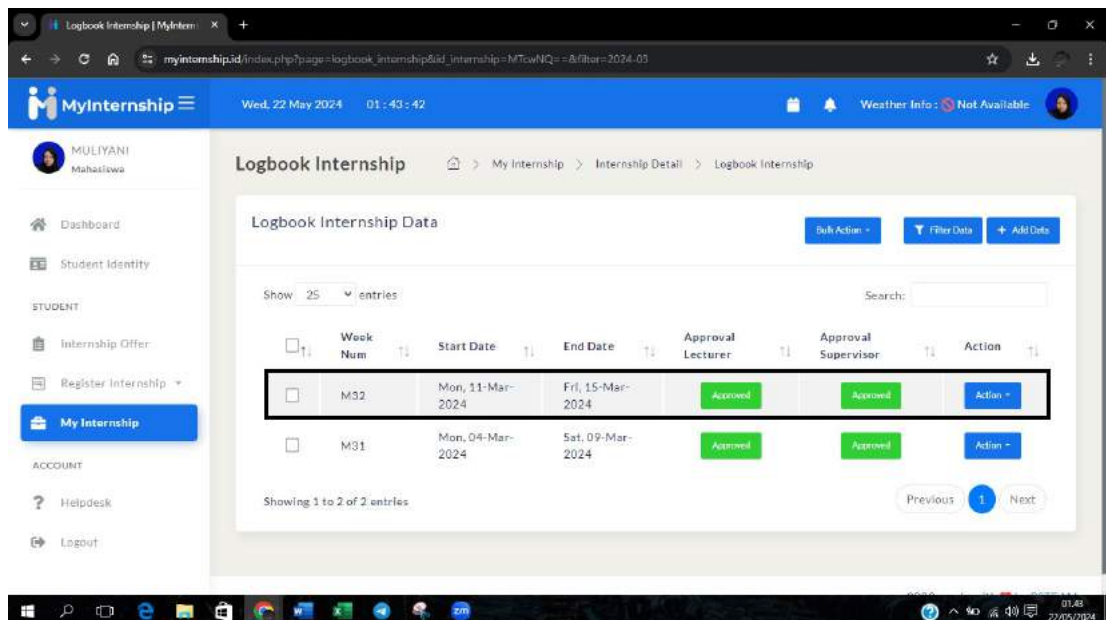 Logbook Internship | MyIntern
myinternship.id/index.php?page=logbook_internship&id_internship=MTcwNQ==&filter=2024-03
MyInternship
Wed, 22 May 2024 01:43:42
Weather Info : Not Available
MULIYANI
Mahasiswa
Dashboard
Student Identity
STUDENT
Internship Offer
Register Internship
My Internship
ACCOUNT
Helpdesk
Logout
Logbook Internship
My Internship > Internship Detail > Logbook Internship
Logbook Internship Data
Bulk Action
Filter Data
+ Add Data
Show 25 entries
Search:
Week Num
Start Date
End Date
Approval Lecturer
Approval Supervisor
Action
M32 Mon, 11-Mar-2024 Fri, 15-Mar-2024 Approved Approved Action
M31 Mon, 04-Mar-2024 Sat, 09-Mar-2024 Approved Approved Action
Showing 1 to 2 of 2 entries
Previous 1 Next
01.43
22/05/2024